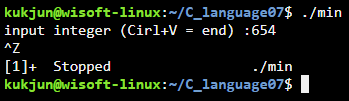 kukjun@wisoft-linux:~/C_language07$ ./min
input integer (Cirl+V = end) :654
^Z
[1]+  Stopped                 ./min
kukjun@wisoft-linux:~/C_language07$